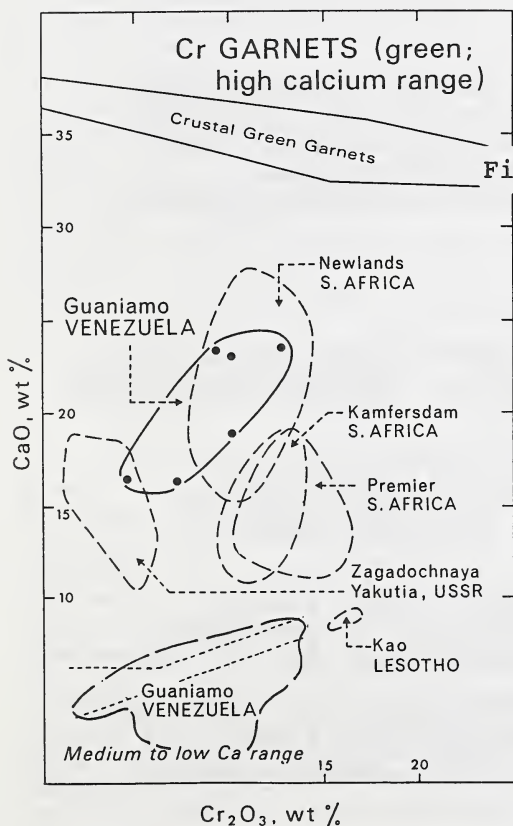 Cr GARNETS (green;
high calcium range)
Crustal Green Garnets
Fi
35
30
20
15
10
Newlands
S. AFRICA
Guaniamo
VENEZUELA
Kamfersdam
S. AFRICA
Premier
S. AFRICA
Zagadochnaya
Yakutia, USSR
Kao
LESOTHO
Guaniamo
VENEZUELA
Medium to low Ca range
15
20
CaO, wt %
Cr₂O₃, wt %